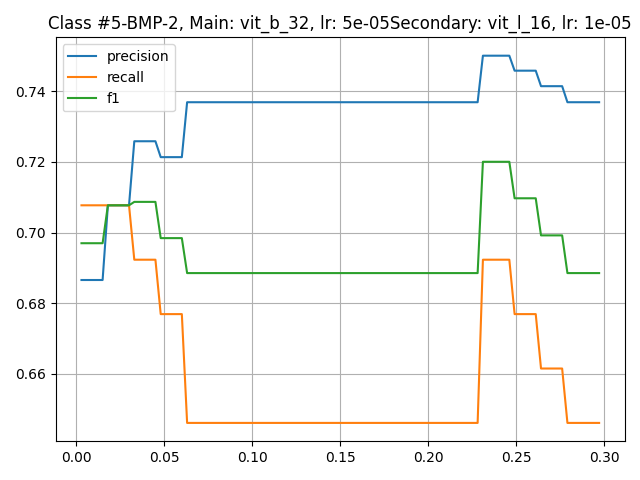 Class #5-BMP-2, Main: vit_b_32, lr: 5e-05Secondary: vit_l_16, lr: 1e-05
precision
recall
f1
0.74
0.72
0.70
0.68
0.66
0.00 0.05 0.10 0.15 0.20 0.25 0.30